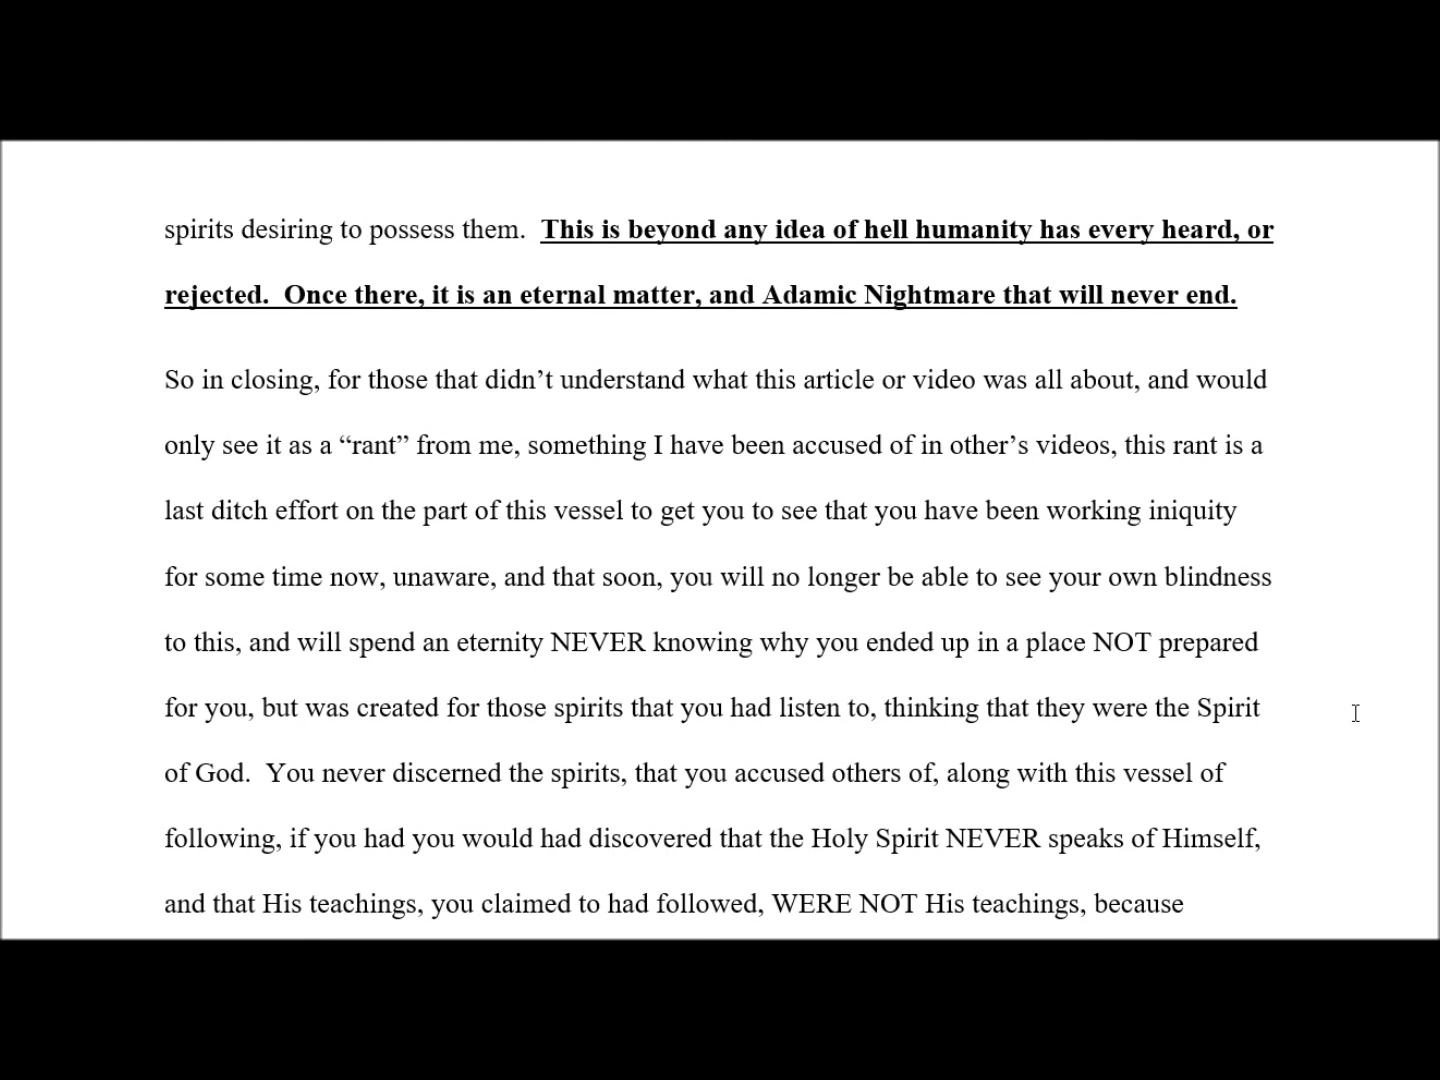 spirits desiring to possess them.  This is beyond any idea of hell humanity has every heard, or
rejected.  Once there, it is an eternal matter, and Adamic Nightmare that will never end.
So in closing, for those that didn’t understand what this article or video was all about, and would
only see it as a “rant” from me, something I have been accused of in other’s videos, this rant is a
last ditch effort on the part of this vessel to get you to see that you have been working iniquity
for some time now, unaware, and that soon, you will no longer be able to see your own blindness
to this, and will spend an eternity NEVER knowing why you ended up in a place NOT prepared
for you, but was created for those spirits that you had listen to, thinking that they were the Spirit
of God.  You never discerned the spirits, that you accused others of, along with this vessel of
following, if you had you would had discovered that the Holy Spirit NEVER speaks of Himself,
and that His teachings, you claimed to had followed, WERE NOT His teachings, because